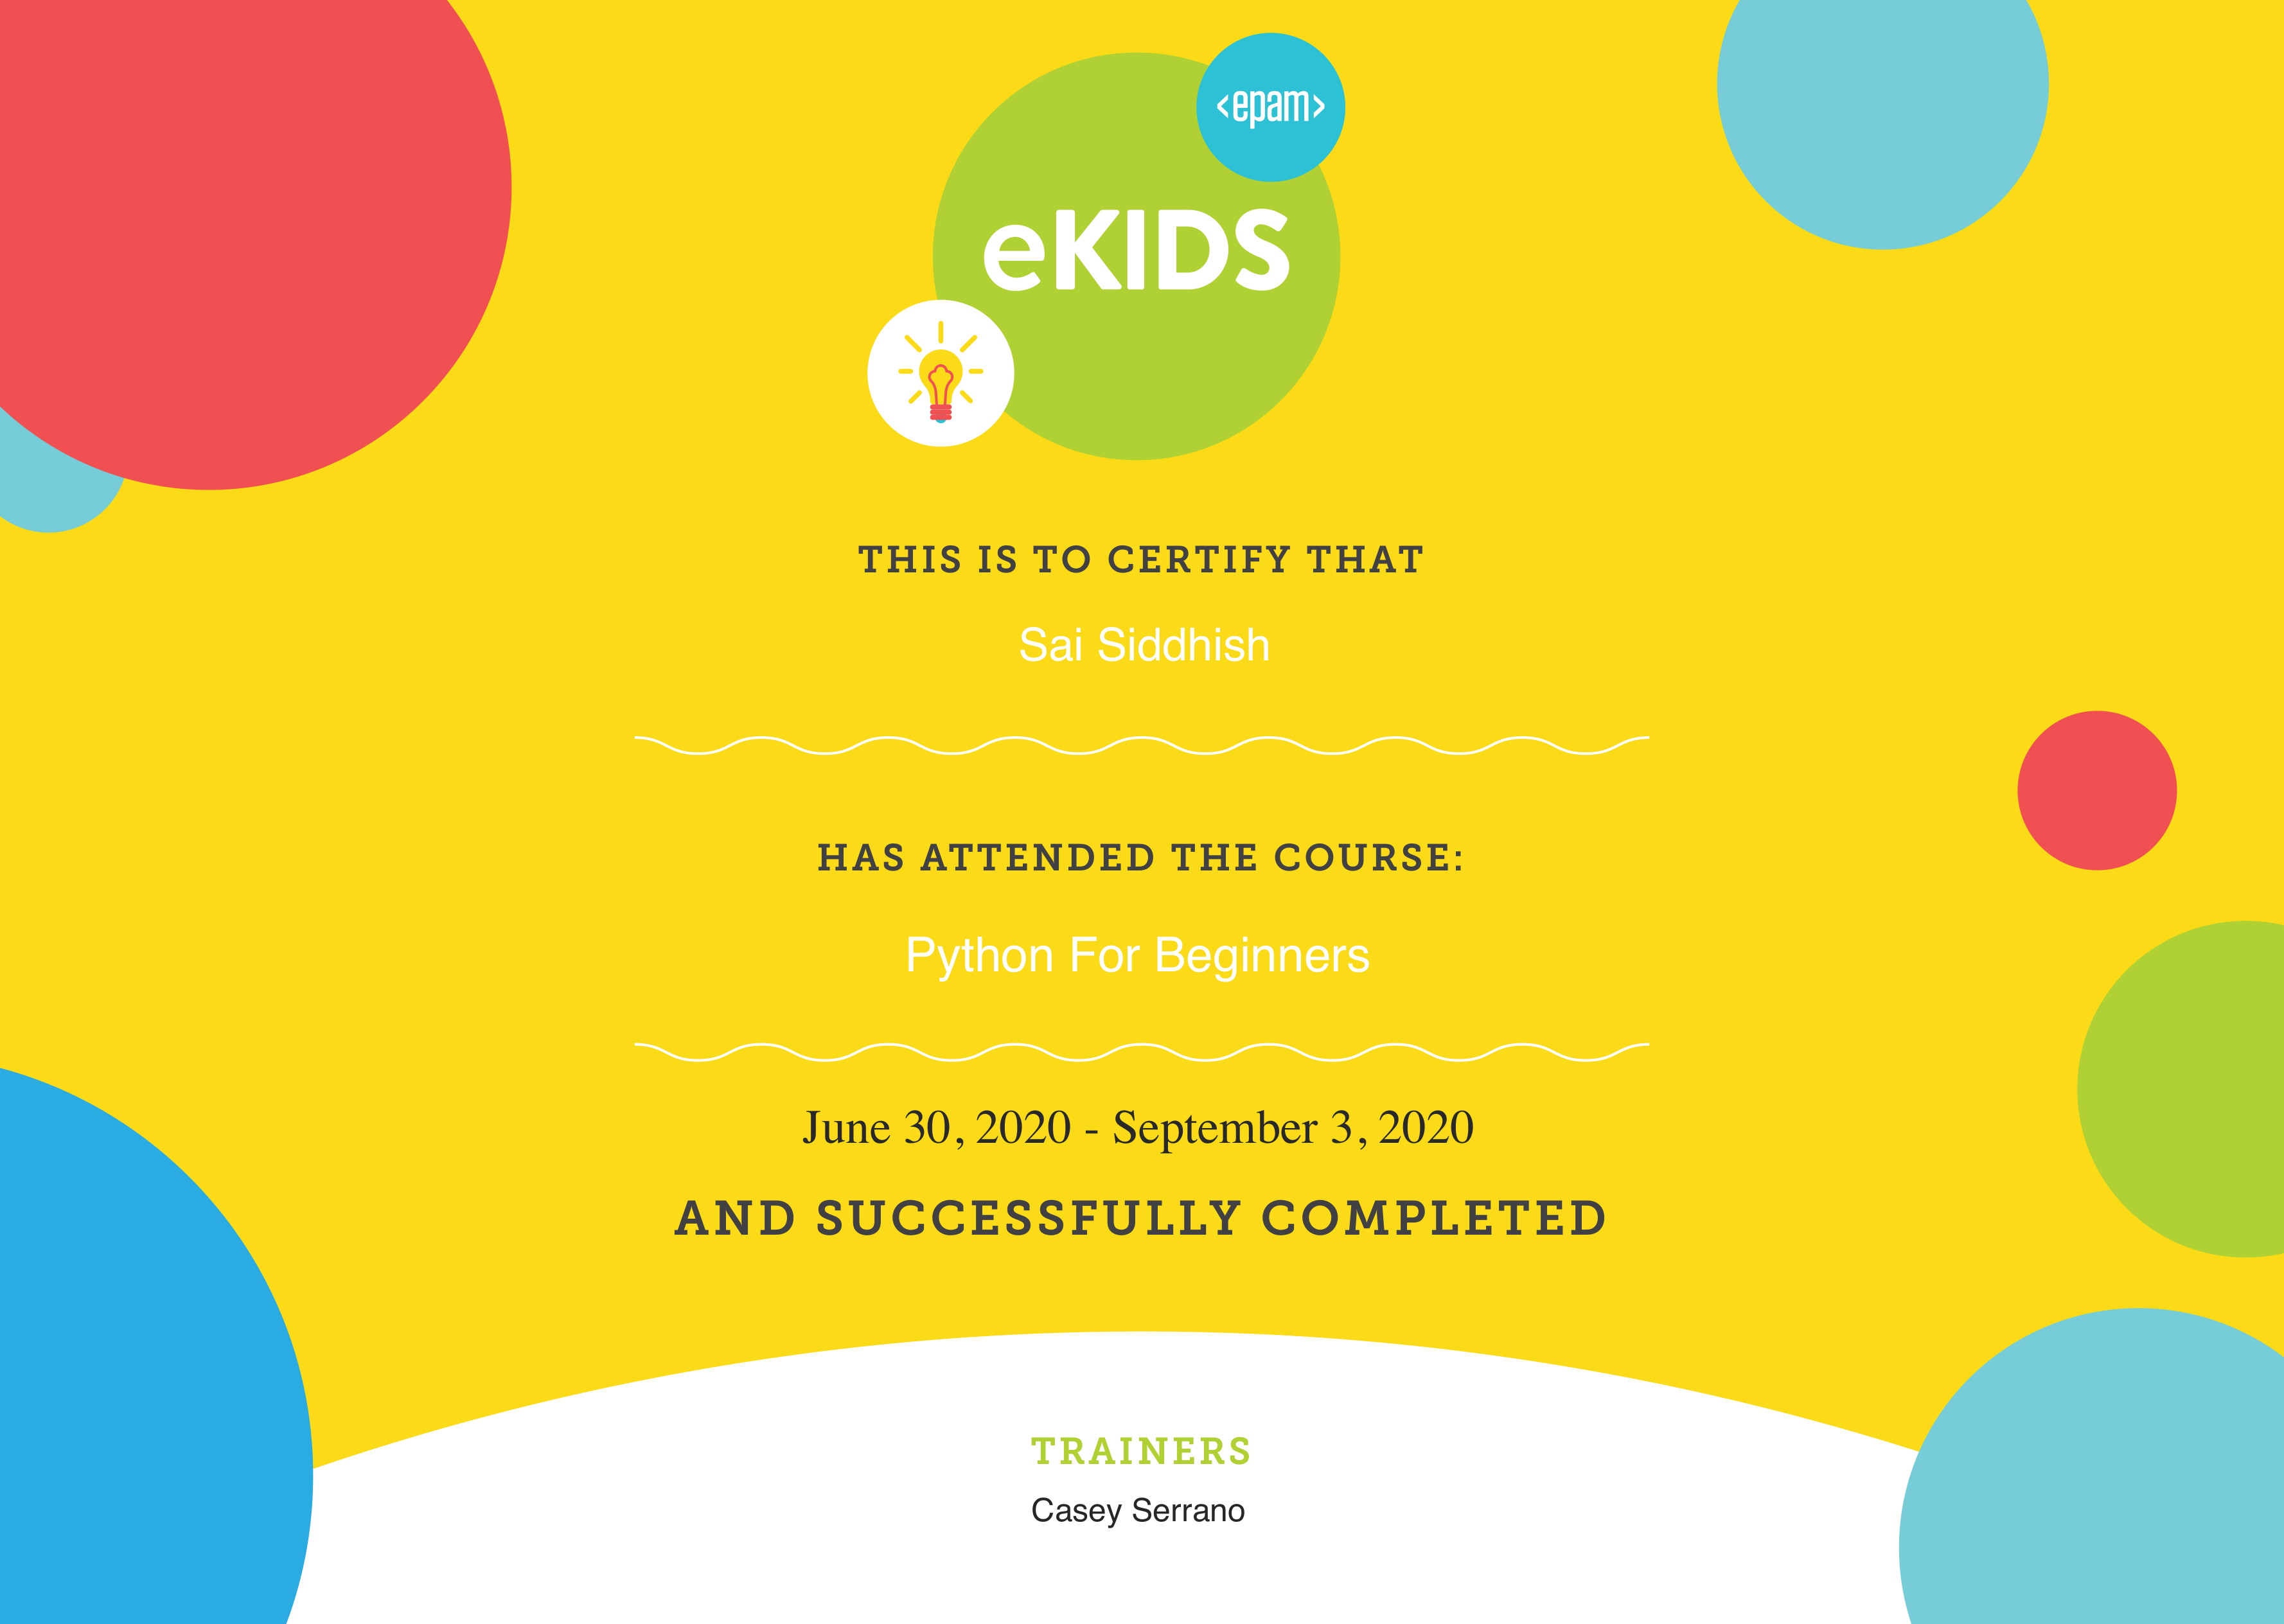 <epam>
eKIDS
THIS IS TO CERTIFY THAT
Sai Siddhish
HAS ATTENDED THE COURSE:
Python For Beginners
June 30, 2020 - September 3, 2020
AND SUCCESSFULLY COMPLETED
TRAINERS
Casey Serrano